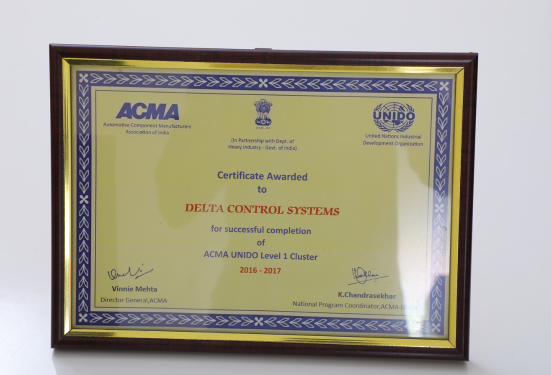 ACMA
Automotive Component Manufacturers
Association of India
(In Partnership with Dept. of
Heavy Industry - Govt. of India)
UNIDO
United Nations Industrial
Development Organization
Certificate Awarded
to
DELTA CONTROL SYSTEMS
for successful completion
of
ACMA UNIDO Level 1 Cluster
2016 - 2017
Vinnie Mehta
Director General,ACMA
K.Chandrasekhar
National Program Coordinator,ACMA-